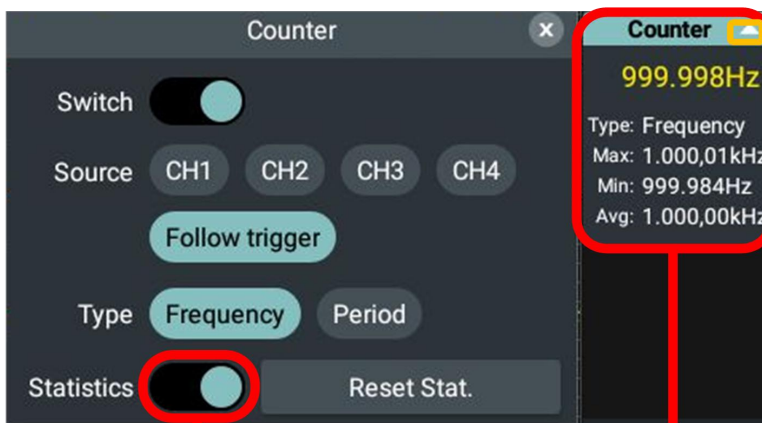 Counter
x
Switch
Source CH1 CH2 CH3 CH4
Follow trigger
Type Frequency Period
Statistics Reset Stat.
Counter
999.998Hz
Type: Frequency
Max: 1.000,01kHz
Min: 999.984Hz
Avg: 1.000,00kHz